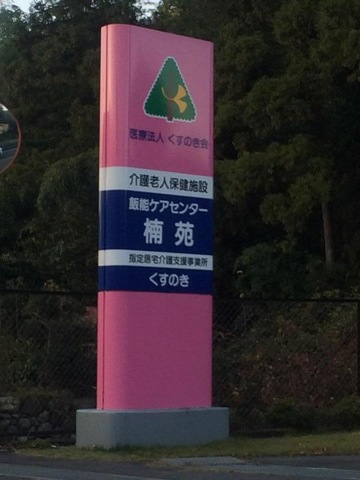 医療法人 くすのき会
介護老人保健施設
飯能ケアセンター
楠苑
指定居宅介護支援事業所
くすのき